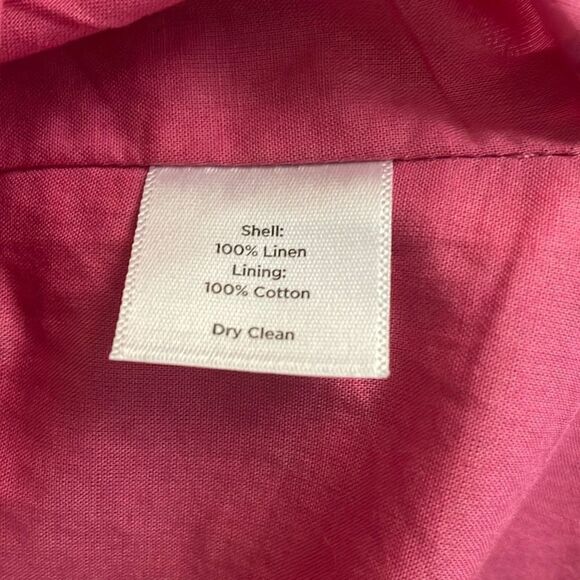 Shell:
100% Linen
Lining:
100% Cotton
Dry Clean